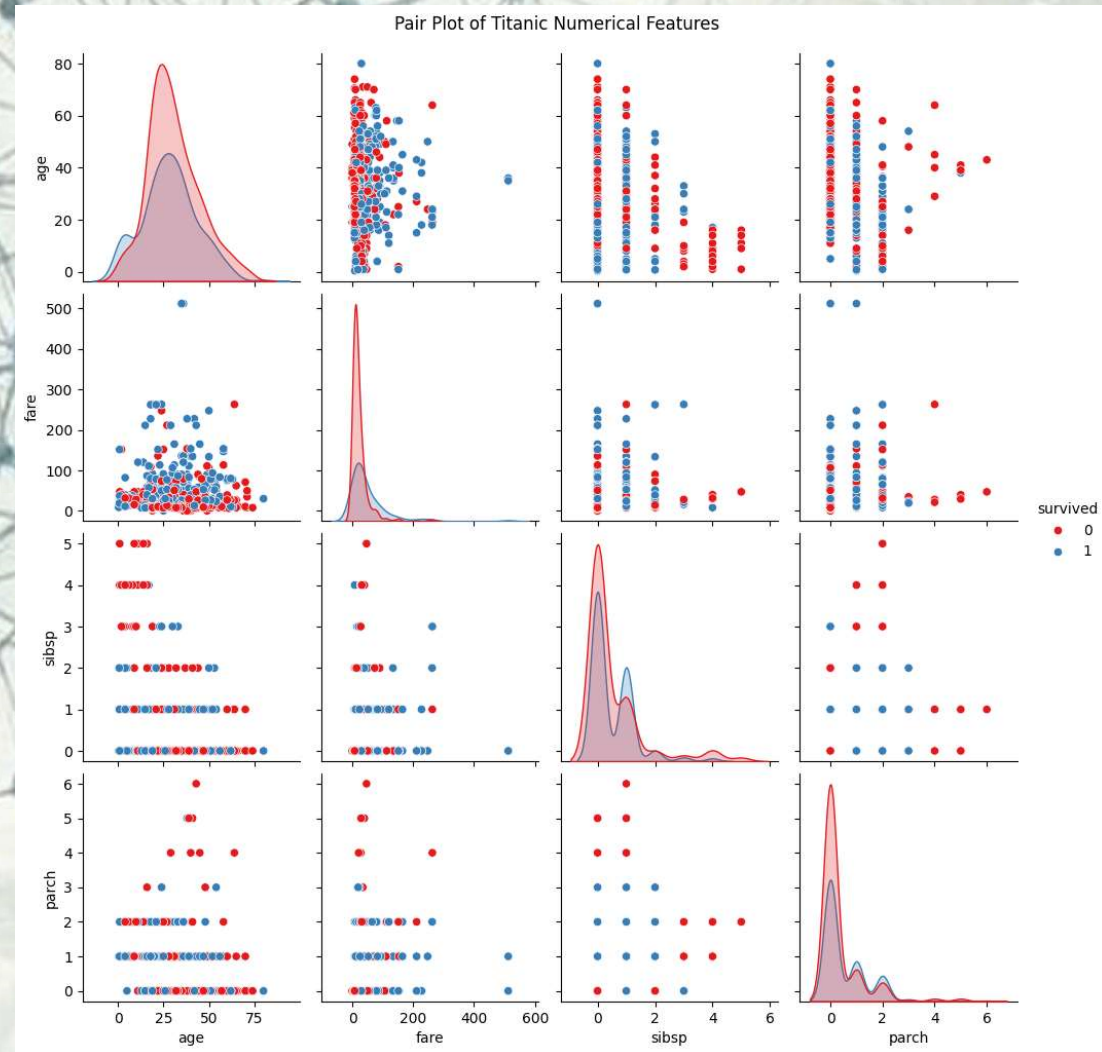 Pair Plot of Titanic Numerical Features
80
60
40
20
0
age
500
400
300
200
100
0
fare
survived
0
1
5
4
3
2
1
0
sibsp
6
5
4
3
2
1
0
parch
0 25 50 75
0 200 400 600
0 2 4 6
0 2 4 6
age fare sibsp parch